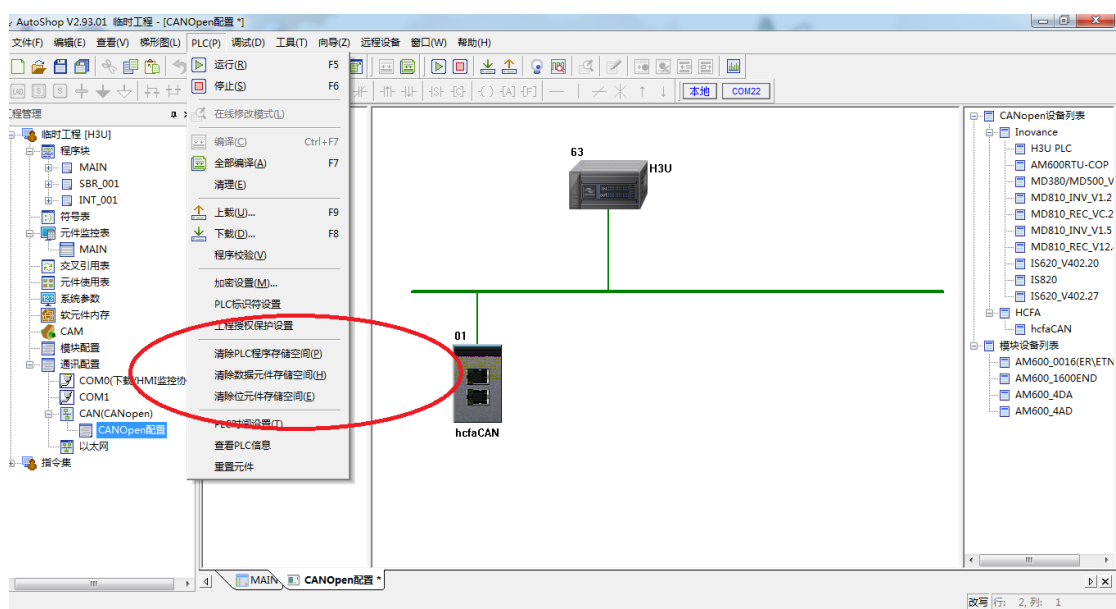 AutoShop V2.93.01 临时工程 - [CANOpen配置 *]
文件(F) 编辑(E) 查看(V) 梯形图(L) PLC(P) 调试(D) 工具(T) 向导(Z) 远程设备 窗口(W) 帮助(H)
本地 COM22
工程管理
临时工程 [H3U]
程序块
MAIN
SBR_001
INT_001
符号表
元件监控表
MAIN
交叉引用表
元件使用表
系统参数
软元件内存
CAM
模块配置
通讯配置
COM0(下载/HMI监控协
COM1
CAN(CANopen)
CANOpen配置
以太网
指令集
运行(R) F5
停止(S) F6
在线修改模式(L)
编译(C) Ctrl+F7
全部编译(A) F7
清理(E)
上载(U)... F9
下载(D)... F8
程序校验(V)
加密设置(M)...
PLC标识符设置
工程授权保护设置
清除PLC程序存储空间(P)
清除数据元件存储空间(H)
清除位元件存储空间(E)
PLC时间设置(T)
查看PLC信息
重置元件
63
H3U
01
hcfaCAN
CANopen设备列表
Inovance
H3U PLC
AM600RTU-COP
MD380/MD500_V
MD810_INV_V1.2
MD810_REC_VC.2
MD810_INV_V1.5
MD810_REC_V12.
IS620_V402.20
IS820
IS620_V402.27
HCFA
hcfaCAN
模块设备列表
AM600_0016(ER\ETN
AM600_1600END
AM600_4DA
AM600_4AD
MAIN CANOpen配置 *
改写 行: 2, 列: 1